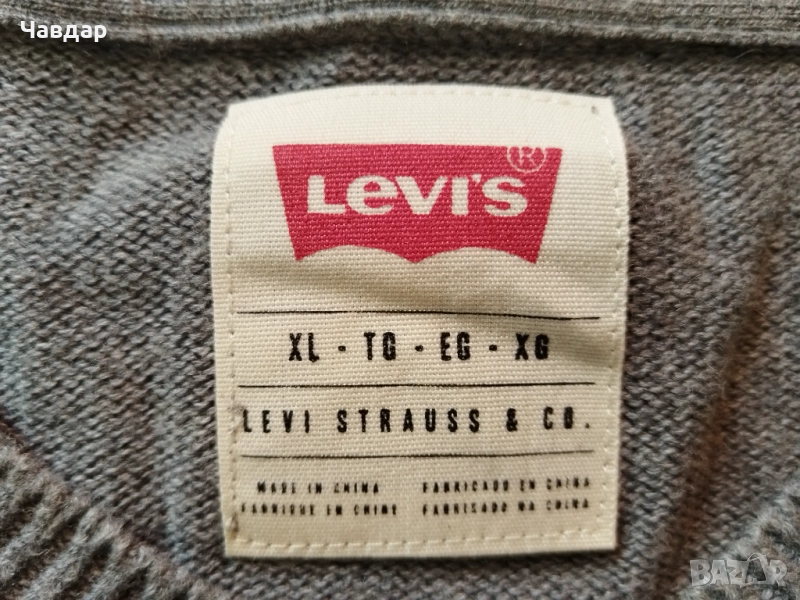 Чавдар
LEVI'S ®
XL - TG - EG - XG
LEVI STRAUSS & CO.
MADE IN CHINA FABRICADO EN CHINA
FABRIQUE EN CHINE FABRICADO NA CHINA
BAZAR